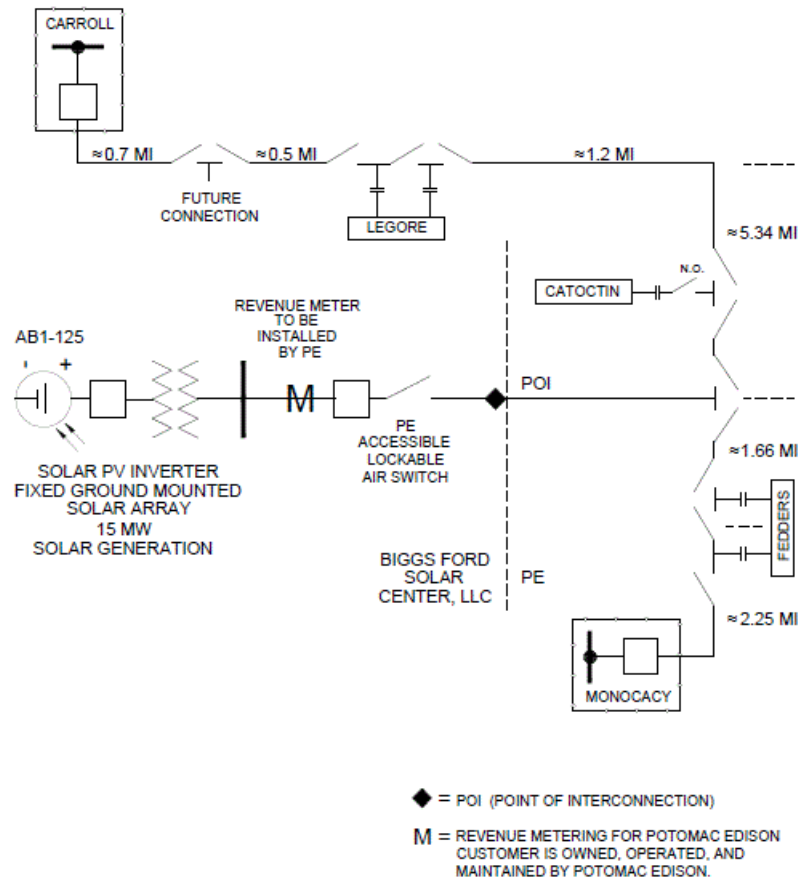 CARROLL
≈0.7 MI
≈0.5 MI
≈1.2 MI
FUTURE
CONNECTION
LEGORE
≈5.34 MI
N.O.
CATOCTIN
REVENUE METER
TO BE
INSTALLED
BY PE
AB1-125
- +
M
POI
PE
ACCESSIBLE
LOCKABLE
AIR SWITCH
≈1.66 MI
SOLAR PV INVERTER
FIXED GROUND MOUNTED
SOLAR ARRAY
15 MW
SOLAR GENERATION
FEDDERS
BIGGS FORD
SOLAR
CENTER, LLC
PE
≈2.25 MI
MONOCACY
◆ = POI (POINT OF INTERCONNECTION)
M = REVENUE METERING FOR POTOMAC EDISON
CUSTOMER IS OWNED, OPERATED, AND
MAINTAINED BY POTOMAC EDISON.